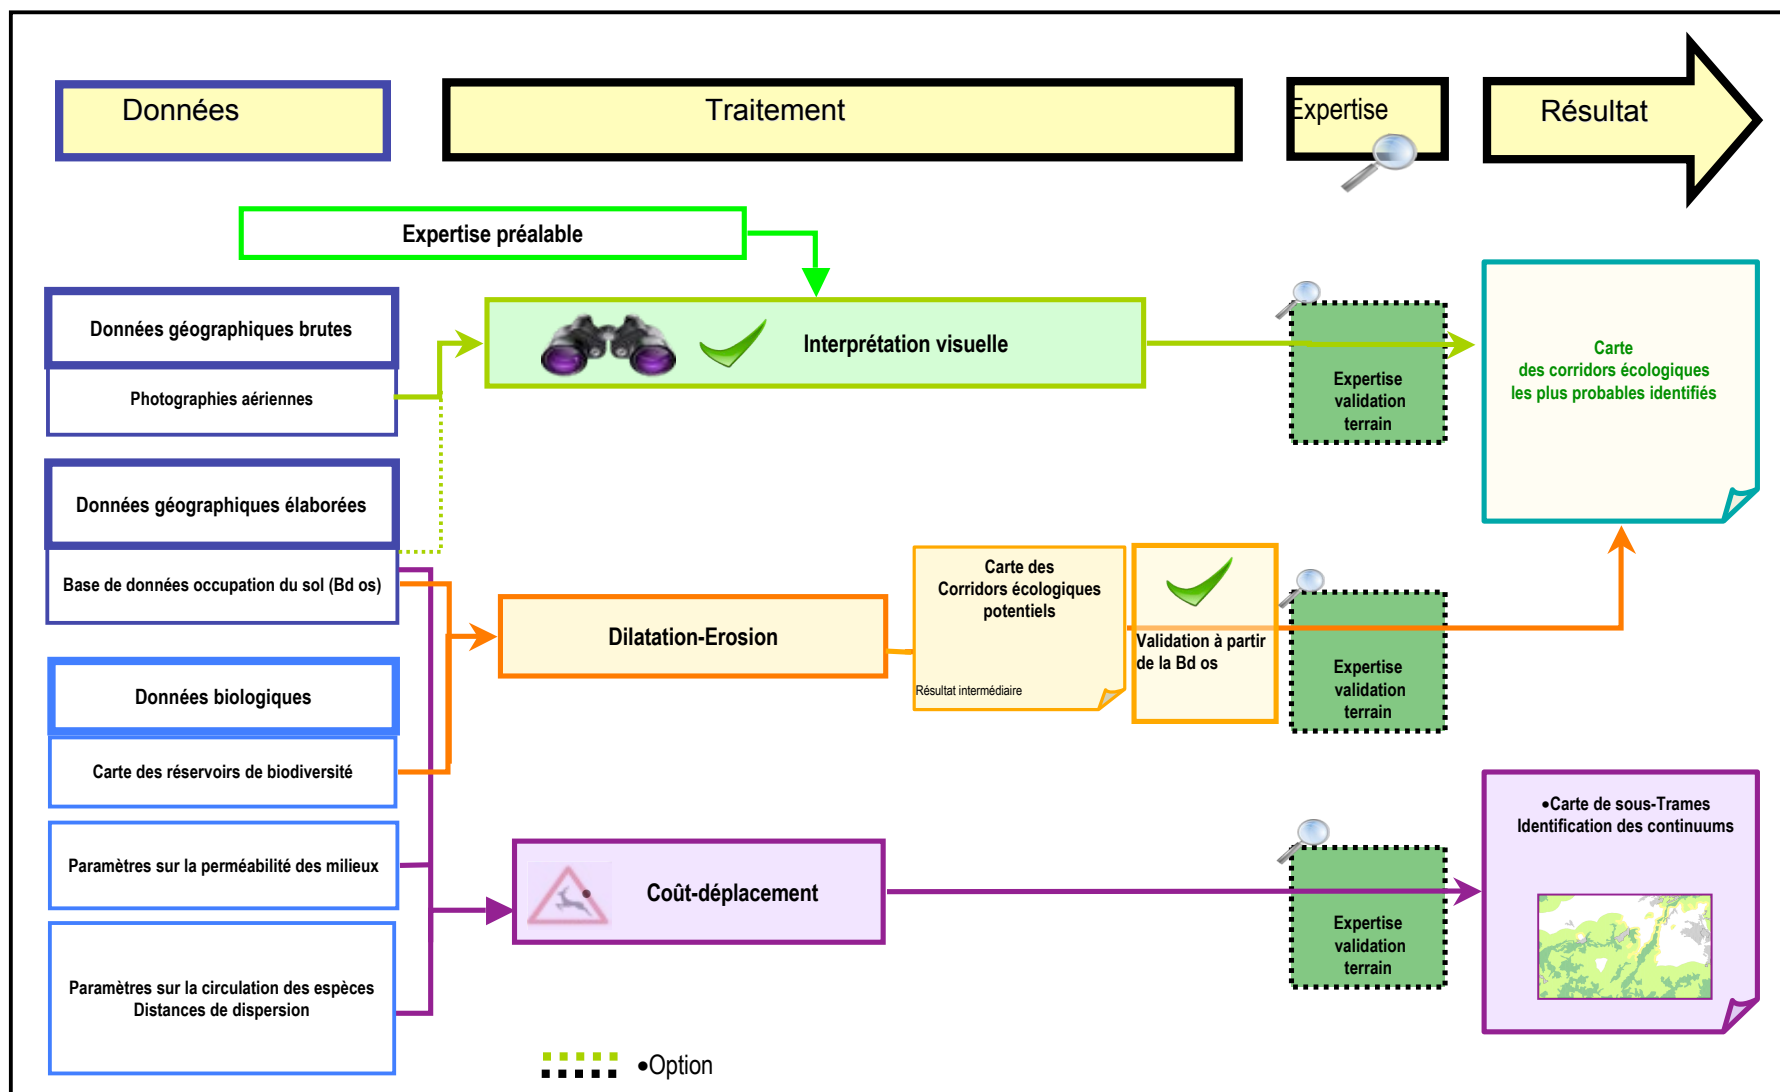 Données
Traitement
Expertise
Résultat
Expertise préalable
Données géographiques brutes
Photographies aériennes
Interprétation visuelle
Expertise
validation
terrain
Carte
des corridors écologiques
les plus probables identifiés
Données géographiques élaborées
Base de données occupation du sol (Bd os)
Dilatation-Erosion
Carte des
Corridors écologiques
potentiels
Résultat intermédiaire
Validation à partir
de la Bd os
Expertise
validation
terrain
Données biologiques
Carte des réservoirs de biodiversité
Paramètres sur la perméabilité des milieux
Paramètres sur la circulation des espèces
Distances de dispersion
Coût-déplacement
Expertise
validation
terrain
•Carte de sous-Trames
Identification des continuums
•Option